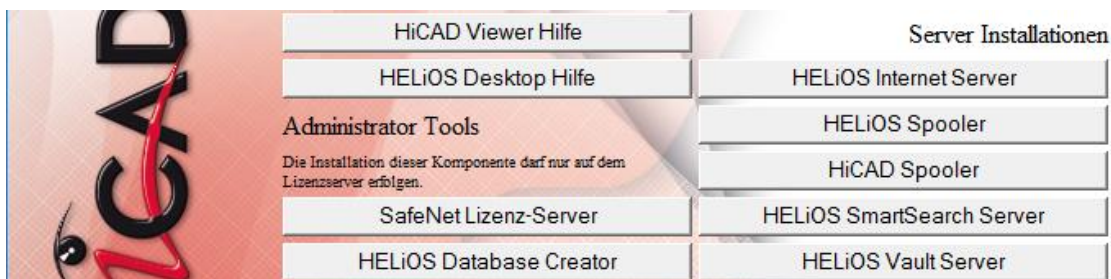 HiCAD Viewer Hilfe
HELiOS Desktop Hilfe
Administrator Tools
Die Installation dieser Komponente darf nur auf dem
Lizenzserver erfolgen.
SafeNet Lizenz-Server
HELiOS Database Creator
Server Installationen
HELiOS Internet Server
HELiOS Spooler
HiCAD Spooler
HELiOS SmartSearch Server
HELiOS Vault Server
iCAD